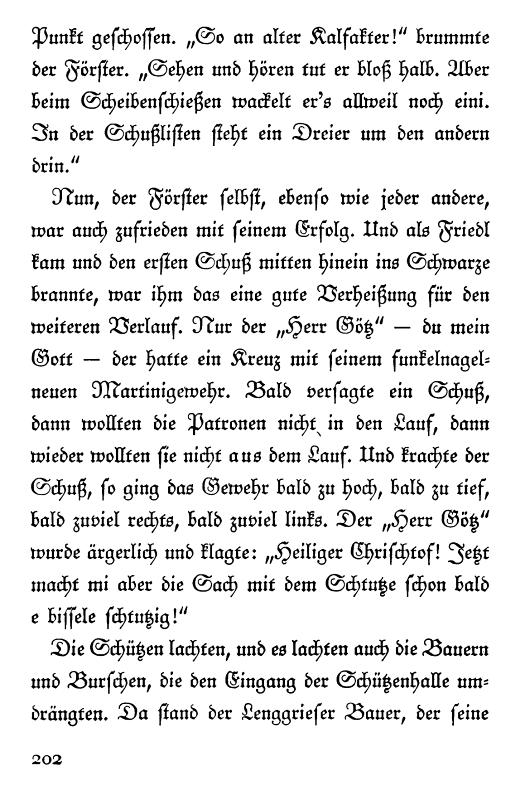 Punkt geschossen. „So an alter Kalfakter!“ brummte
der Förster. „Sehen und hören tut er bloß halb. Aber
beim Scheibenschießen wackelt er's allweil noch eini.
In der Schußlisten steht ein Dreier um den andern
drin.“
Nun, der Förster selbst, ebenso wie jeder andere,
war auch zufrieden mit seinem Erfolg. Und als Friedl
kam und den ersten Schuß mitten hinein ins Schwarze
brannte, war ihm das eine gute Verheißung für den
weiteren Verlauf. Nur der „Herr Götz“ — du mein
Gott — der hatte ein Kreuz mit seinem funkelnagel-
neuen Martinigewehr. Bald versagte ein Schuß,
dann wollten die Patronen nicht in den Lauf, dann
wieder wollten sie nicht aus dem Lauf. Und krachte der
Schuß, so ging das Gewehr bald zu hoch, bald zu tief,
bald zuviel rechts, bald zuviel links. Der „Herr Götz“
wurde ärgerlich und klagte: „Heiliger Chrischtof! Jetzt
macht mi aber die Sach mit dem Schtutze schon bald
e bissele schtutzig!“
Die Schützen lachten, und es lachten auch die Bauern
und Burschen, die den Eingang der Schützenhalle um-
drängten. Da stand der Lenggrieser Bauer, der seine
202